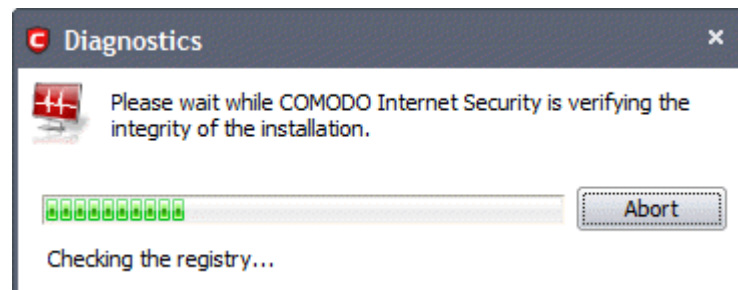 Diagnostics
Please wait while COMODO Internet Security is verifying the
integrity of the installation.
Abort
Checking the registry...